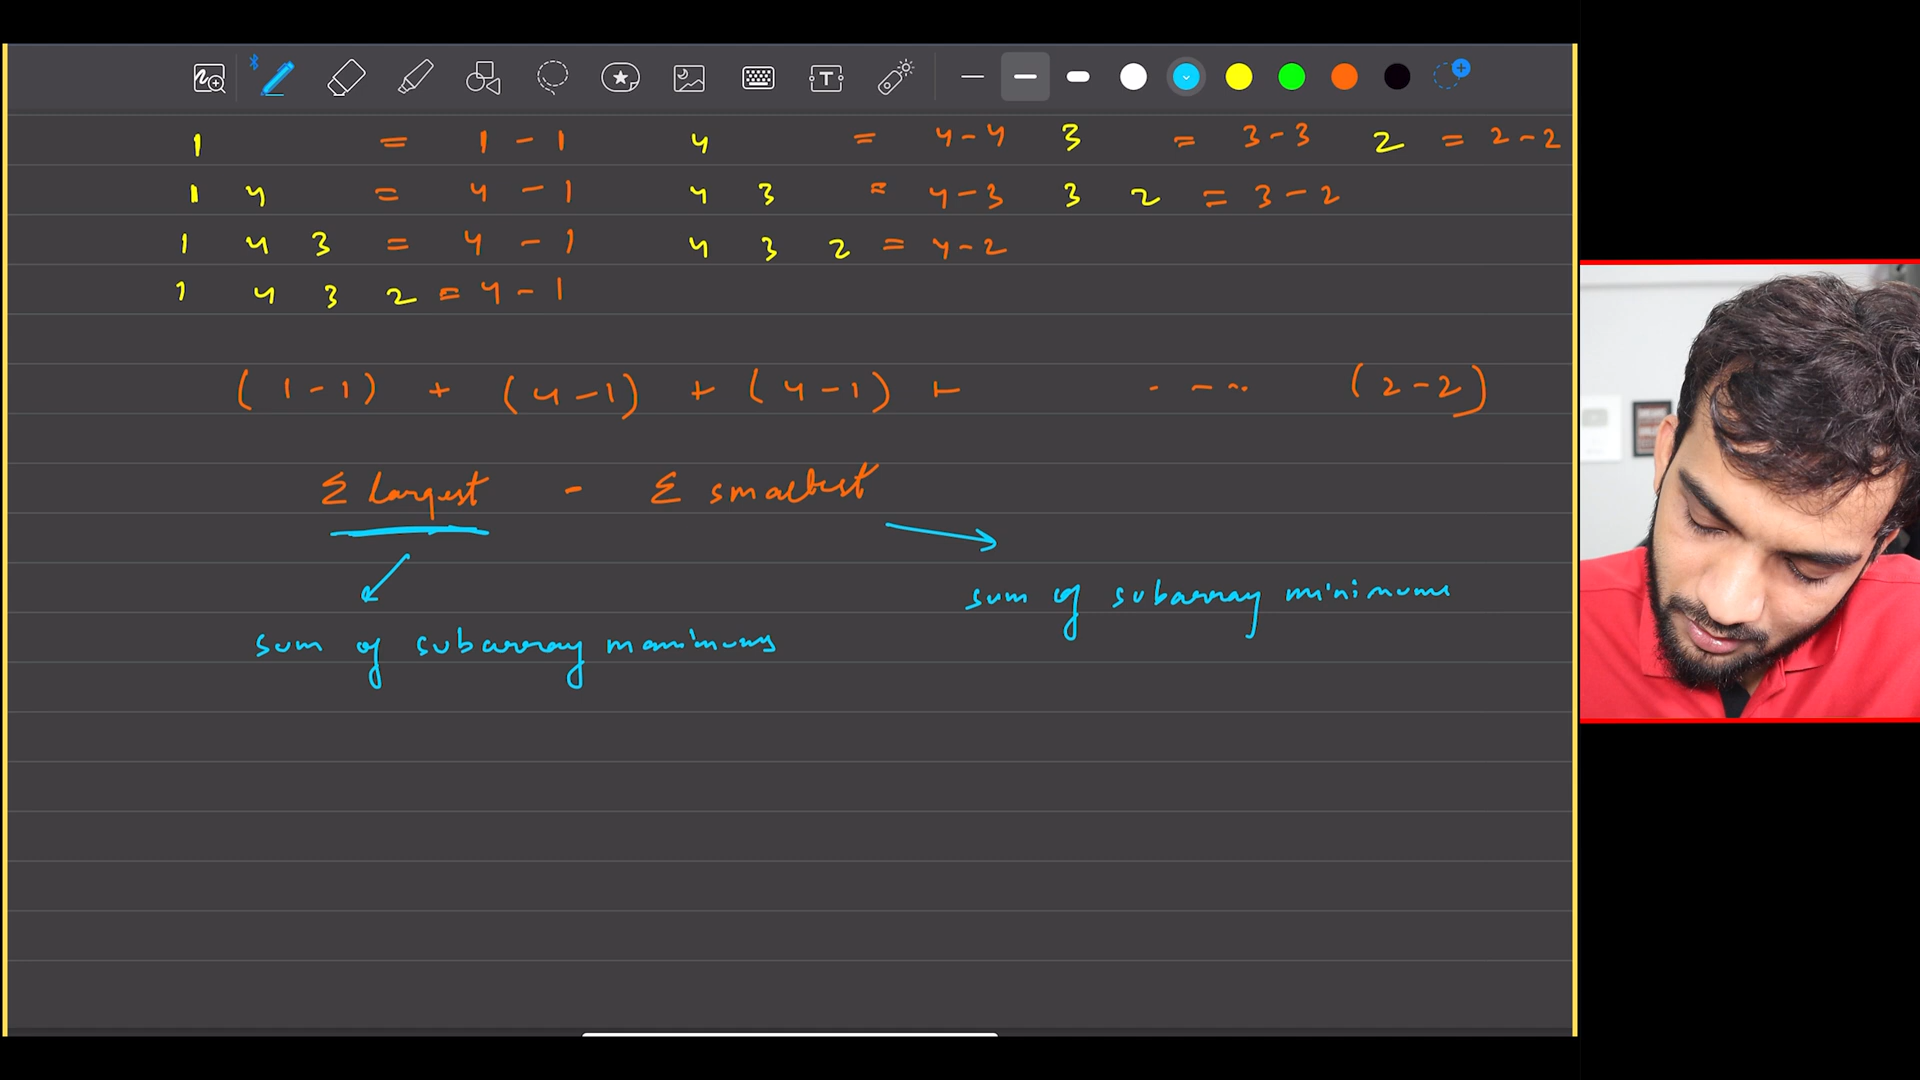 1 = 1 - 1 4 = 4 - 4 3 = 3 - 3 2 = 2 - 2
1 4 = 4 - 1 4 3 = 4 - 3 3 2 = 3 - 2
1 4 3 = 4 - 1 4 3 2 = 4 - 2
1 4 3 2 = 4 - 1
(1 - 1) + (4 - 1) + (4 - 1) + . - - .. (2 - 2)
Σ largest - Σ smallest
sum of subarray minimums
sum of subarray maximums